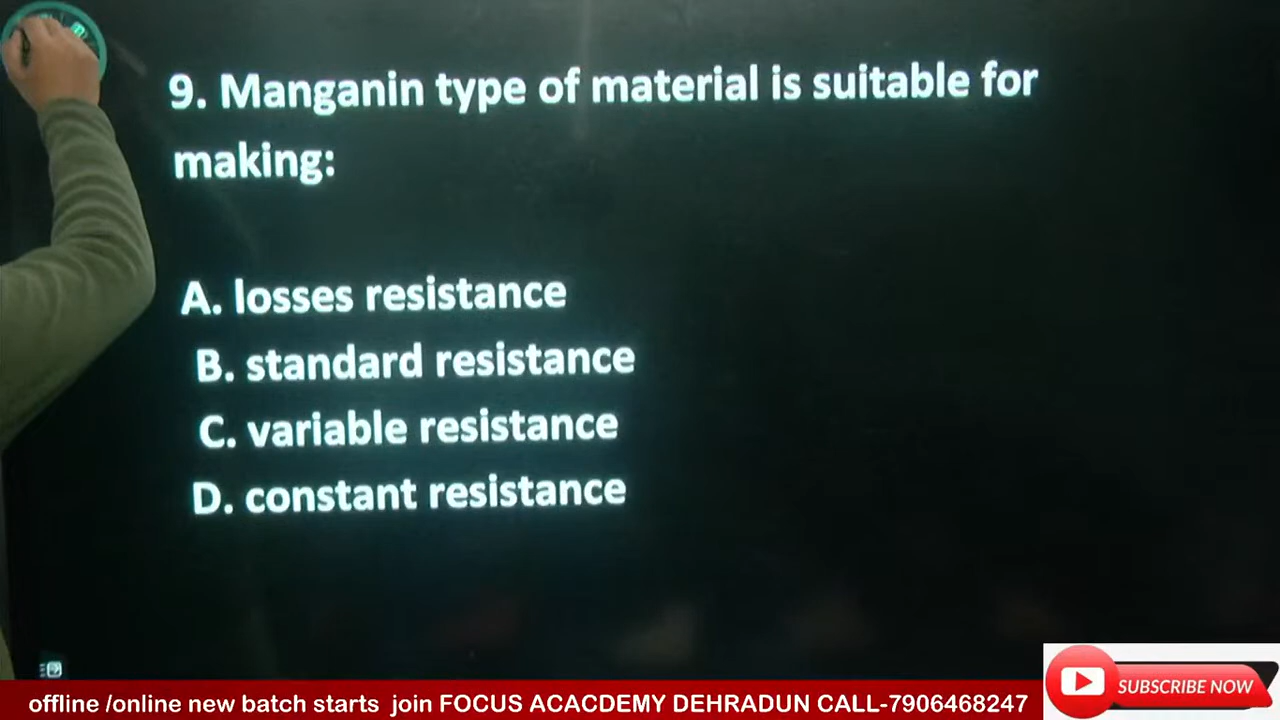 9. Manganin type of material is suitable for
making:
A. losses resistance
B. standard resistance
C. variable resistance
D. constant resistance
offline /online new batch starts join FOCUS ACACDEMY DEHRADUN CALL-7906468247
SUBSCRIBE NOW